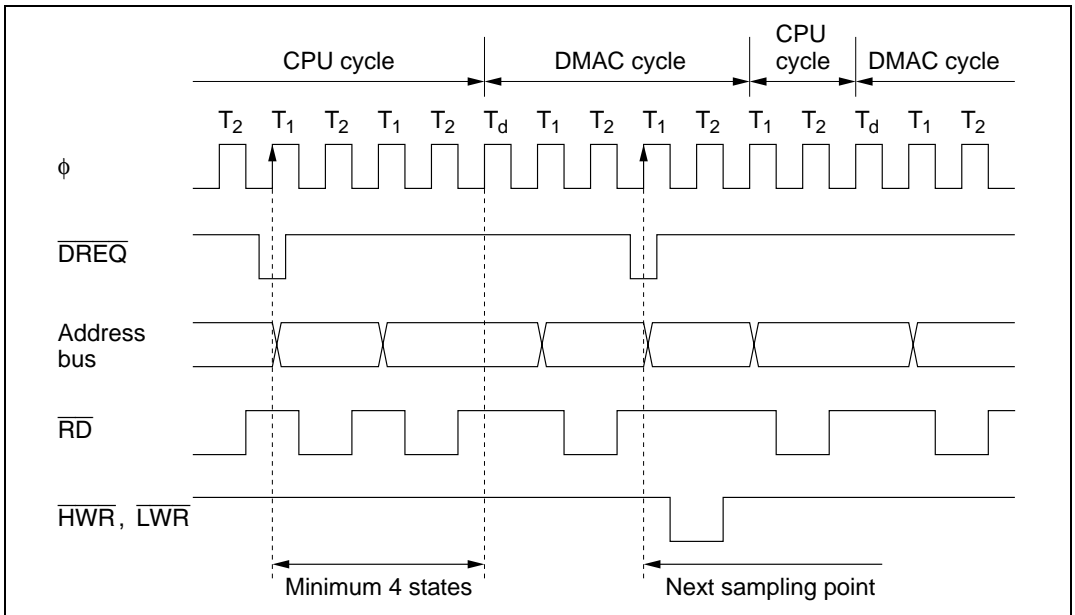 CPU cycle DMAC cycle CPU cycle DMAC cycle
T2 T1 T2 T1 T2 Td T1 T2 T1 T2 T1 T2 Td T1 T2
ϕ
DREQ
Address
bus
RD
HWR, LWR
Minimum 4 states Next sampling point